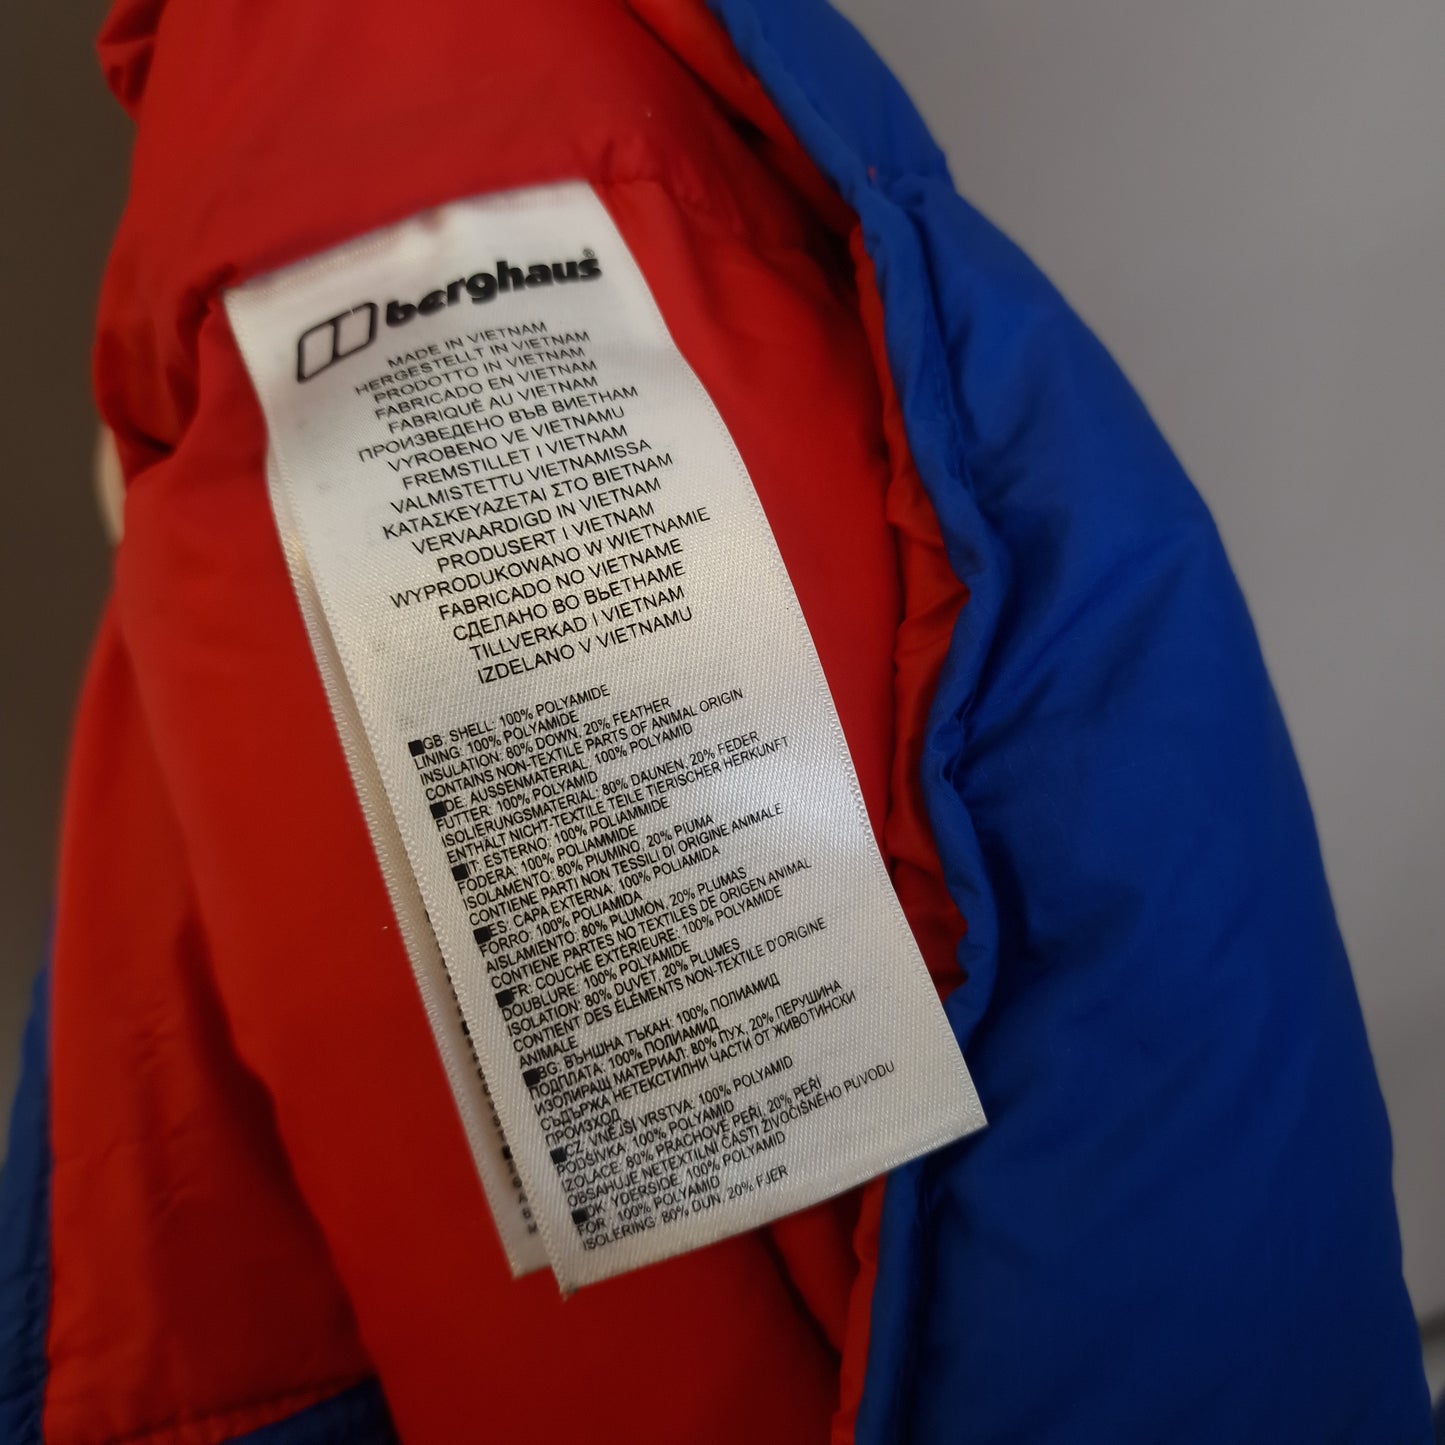 berghaus®
MADE IN VIETNAM
HERGESTELLT IN VIETNAM
PRODOTTO IN VIETNAM
FABRICADO EN VIETNAM
FABRIQUÉ AU VIETNAM
ПРОИЗВЕДЕНО ВЪВ ВИЕТНАМ
VYROBENO VE VIETNAMU
FREMSTILLET I VIETNAM
VALMISTETTU VIETNAMISSA
ΚΑΤΑΣΚΕΥΑΖΕΤΑΙ ΣΤΟ ΒΙΕΤΝΑΜ
VERVAARDIGD IN VIETNAM
PRODUSERT I VIETNAM
WYPRODUKOWANO W WIETNAMIE
FABRICADO NO VIETNAME
СДЕЛАНО ВО ВЬЕТНАМЕ
TILLVERKAD I VIETNAM
IZDELANO V VIETNAMU
GB: SHELL: 100% POLYAMIDE
LINING: 100% POLYAMIDE
INSULATION: 80% DOWN, 20% FEATHER
CONTAINS NON-TEXTILE PARTS OF ANIMAL ORIGIN
DE: AUSSENMATERIAL: 100% POLYAMID
FUTTER: 100% POLYAMID
ISOLIERUNGSMATERIAL: 80% DAUNEN, 20% FEDER
ENTHÄLT NICHT-TEXTILE TEILE TIERISCHER HERKUNFT
IT: ESTERNO: 100% POLIAMMIDE
FODERA: 100% POLIAMMIDE
ISOLAMENTO: 80% PIUMINO, 20% PIUMA
CONTIENE PARTI NON TESSILI DI ORIGINE ANIMALE
ES: CAPA EXTERNA: 100% POLIAMIDA
FORRO: 100% POLIAMIDA
AISLAMIENTO: 80% PLUMON, 20% PLUMAS
CONTIENE PARTES NO TEXTILES DE ORIGEN ANIMAL
FR: COUCHE EXTÉRIEURE: 100% POLYAMIDE
DOUBLURE: 100% POLYAMIDE
ISOLATION: 80% DUVET, 20% PLUMES
CONTIENT DES ÉLÉMENTS NON-TEXTILE D'ORIGINE
ANIMALE
BG: ВЪНШНА ТЪКАН: 100% ПОЛИАМИД
ПОДПЛАТА: 100% ПОЛИАМИД
ИЗОЛИРАЩ МАТЕРИАЛ: 80% ПУХ, 20% ПЕРУШИНА
СЪДЪРЖА НЕТЕКСТИЛНИ ЧАСТИ ОТ ЖИВОТИНСКИ
ПРОИЗХОД
CZ: VNĚJŠÍ VRSTVA: 100% POLYAMID
PODŠÍVKA: 100% POLYAMID
IZOLACE: 80% PRACHOVÉ PEŘÍ, 20% PEŘÍ
OBSAHUJE NETEXTILNÍ ČÁSTI ŽIVOČIŠNÉHO PŮVODU
DK: YDERSIDE: 100% POLYAMID
FOR: 100% POLYAMID
ISOLERING: 80% DUN, 20% FJER